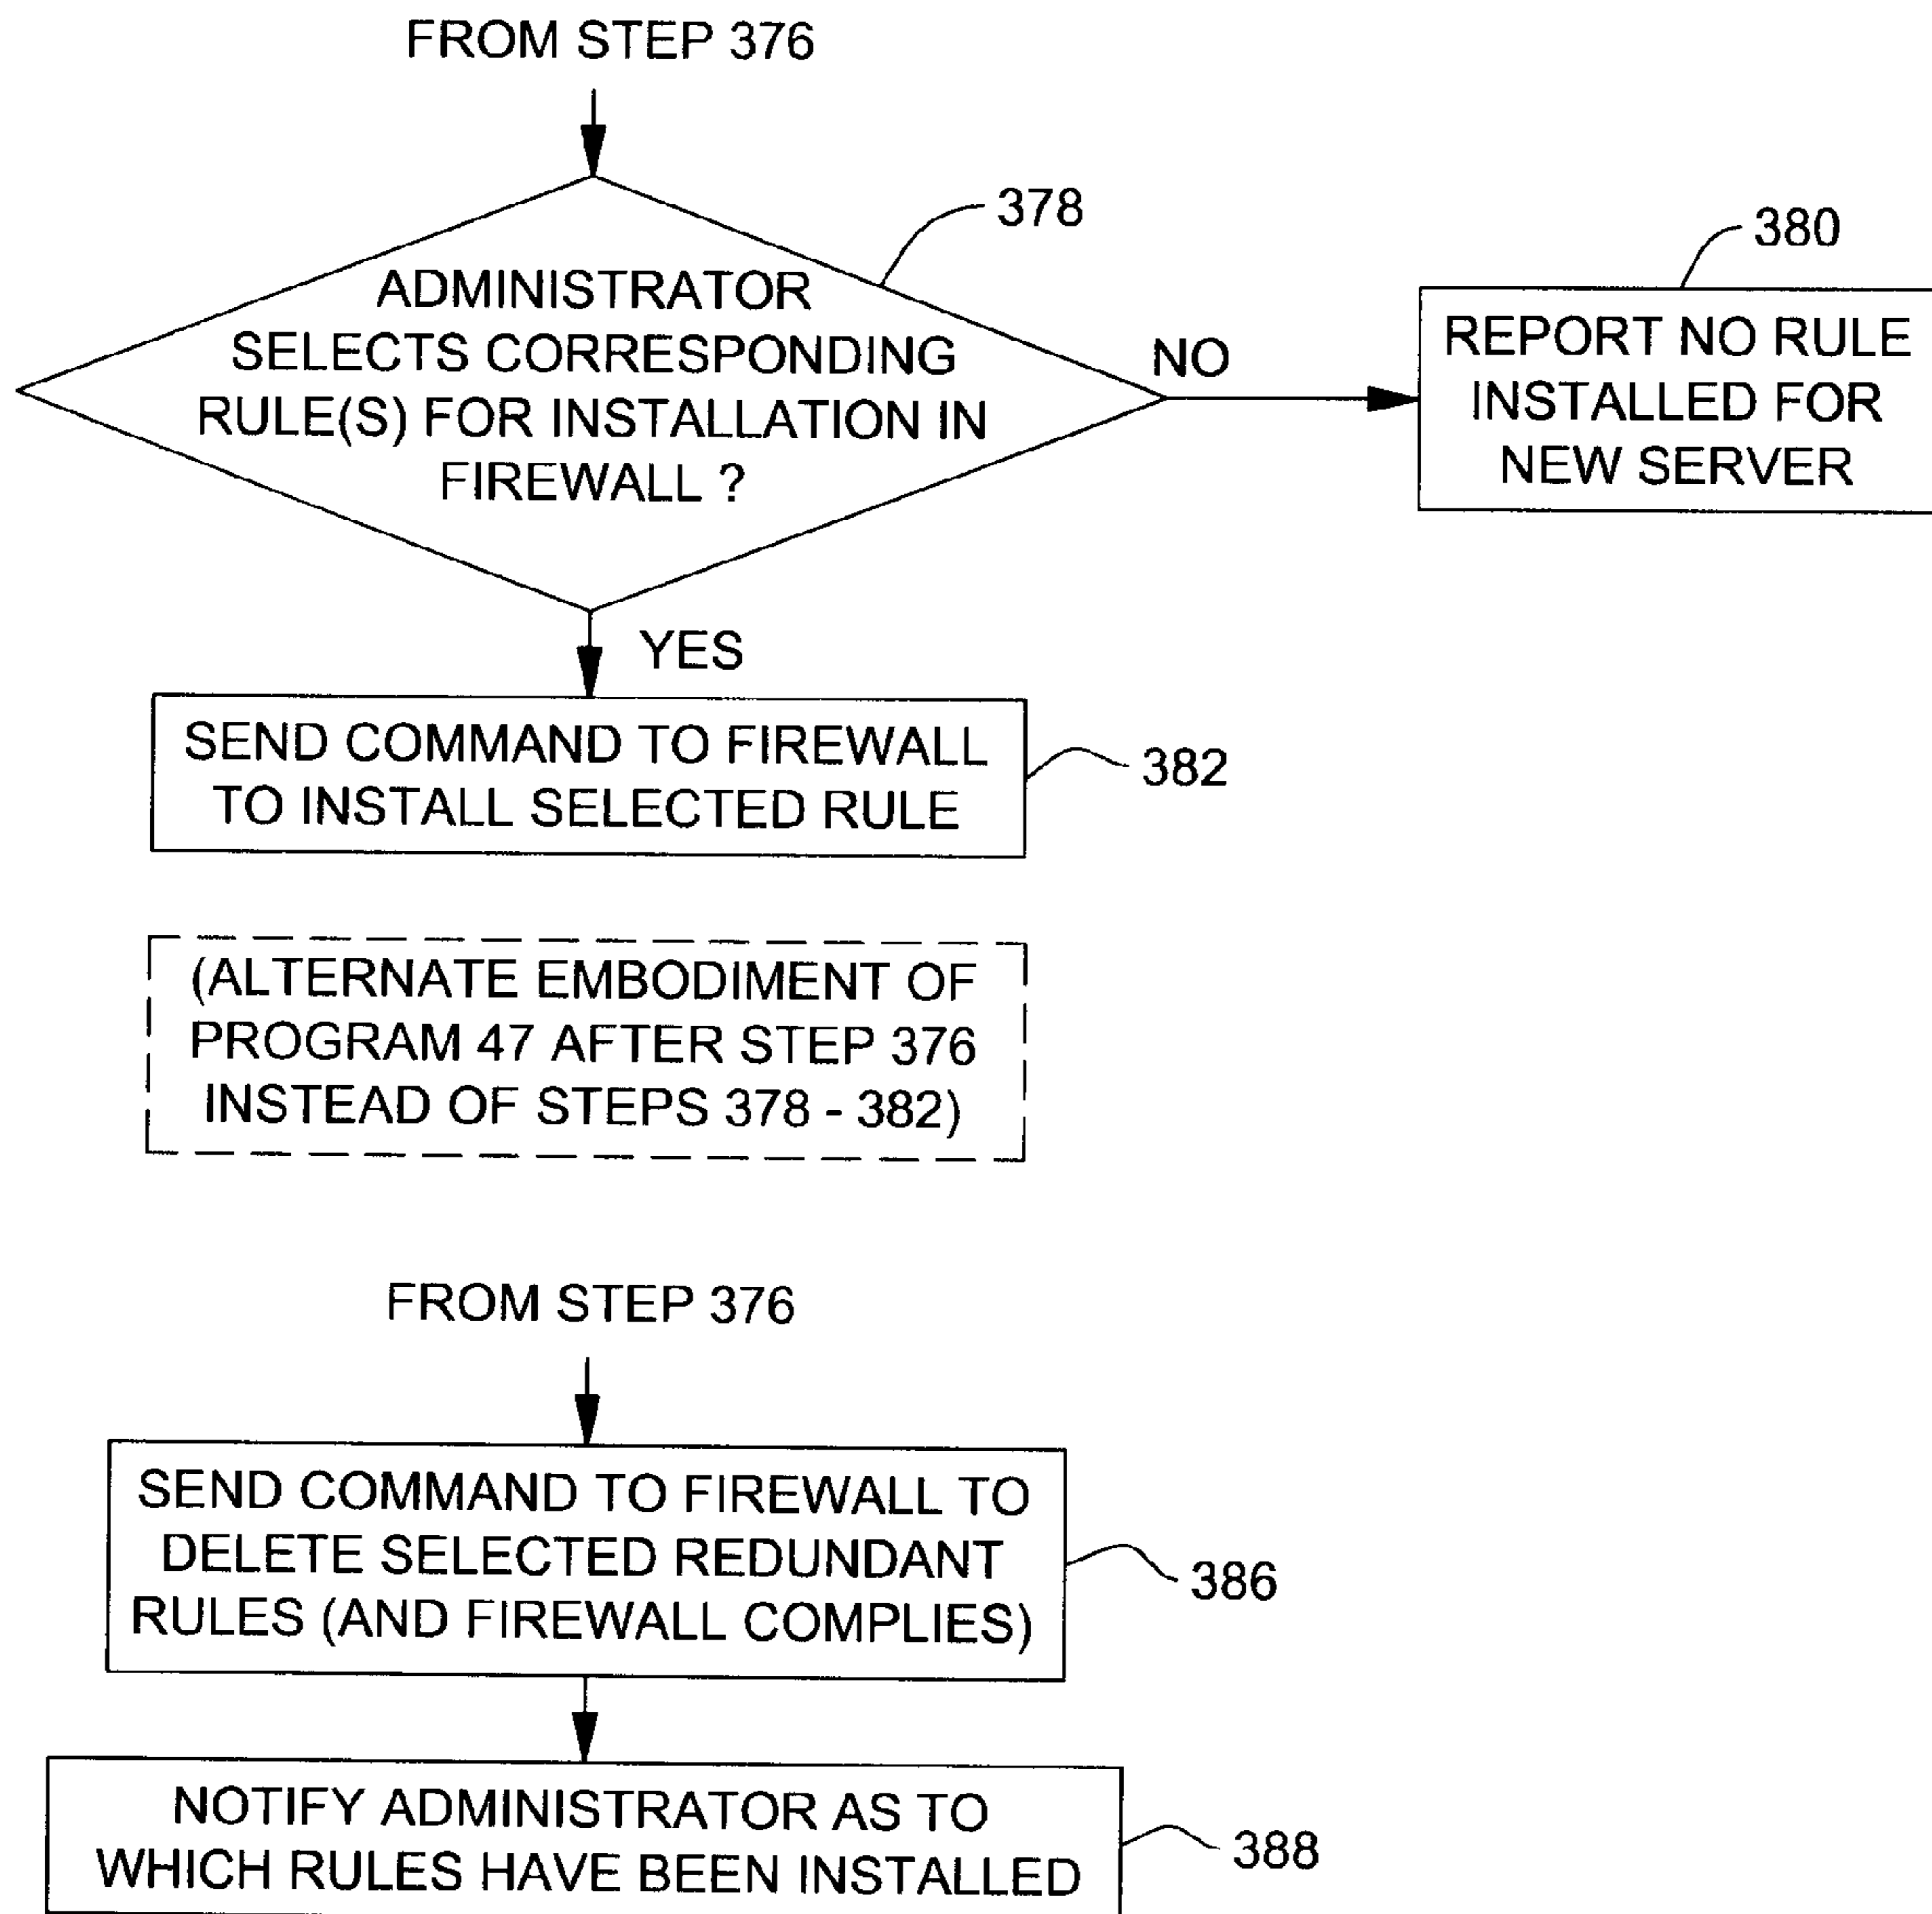 FROM STEP 376
378
380
ADMINISTRATOR
SELECTS CORRESPONDING
RULE(S) FOR INSTALLATION IN
FIREWALL ?
NO
REPORT NO RULE
INSTALLED FOR
NEW SERVER
YES
SEND COMMAND TO FIREWALL
TO INSTALL SELECTED RULE
382
(ALTERNATE EMBODIMENT OF
PROGRAM 47 AFTER STEP 376
INSTEAD OF STEPS 378 - 382)
FROM STEP 376
SEND COMMAND TO FIREWALL TO
DELETE SELECTED REDUNDANT
RULES (AND FIREWALL COMPLIES)
386
NOTIFY ADMINISTRATOR AS TO
WHICH RULES HAVE BEEN INSTALLED
388